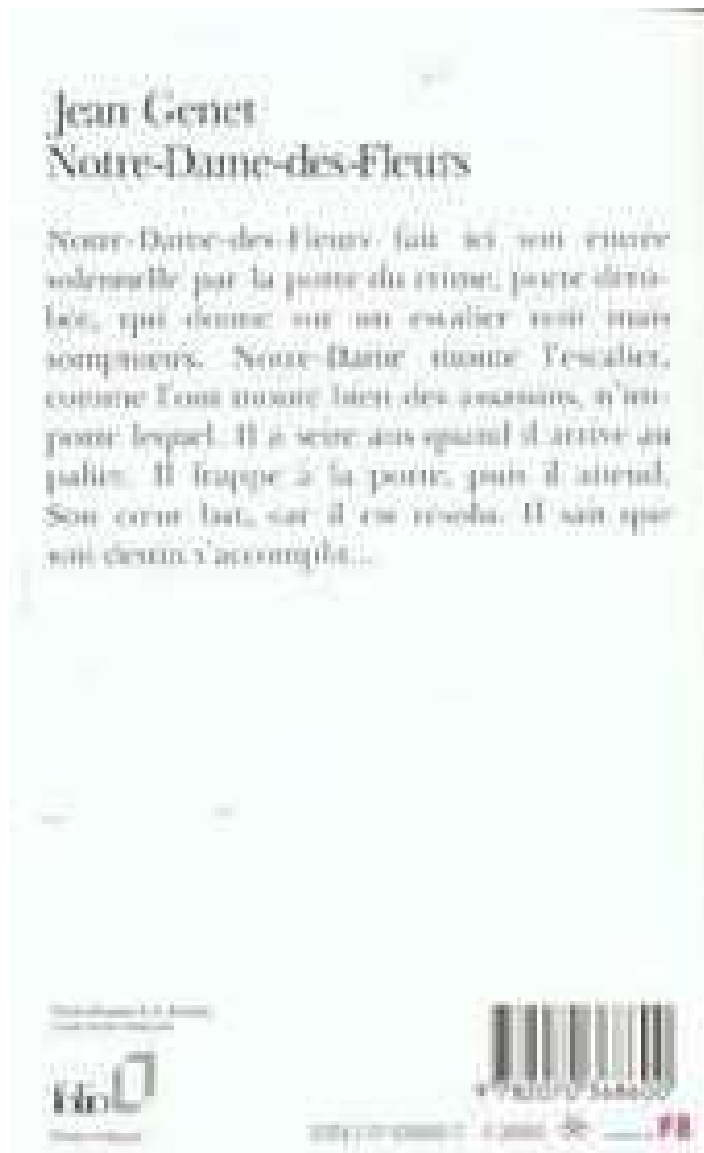 Jean Genet
Notre-Dame-des-Fleurs
Notre-Dame-des-Fleurs fait ici son entrée
solennelle par la porte du crime, porte déro-
bée, qui donne sur un escalier noir mais
somptueux. Notre-Dame monte l'escalier,
comme l'ont monté bien des assassins, n'im-
porte lequel. Il a seize ans quand il arrive au
palier. Il frappe à la porte, puis il attend.
Son cœur bat, car il est résolu. Il sait que
son destin s'accomplit...
folio
9 782070 368600